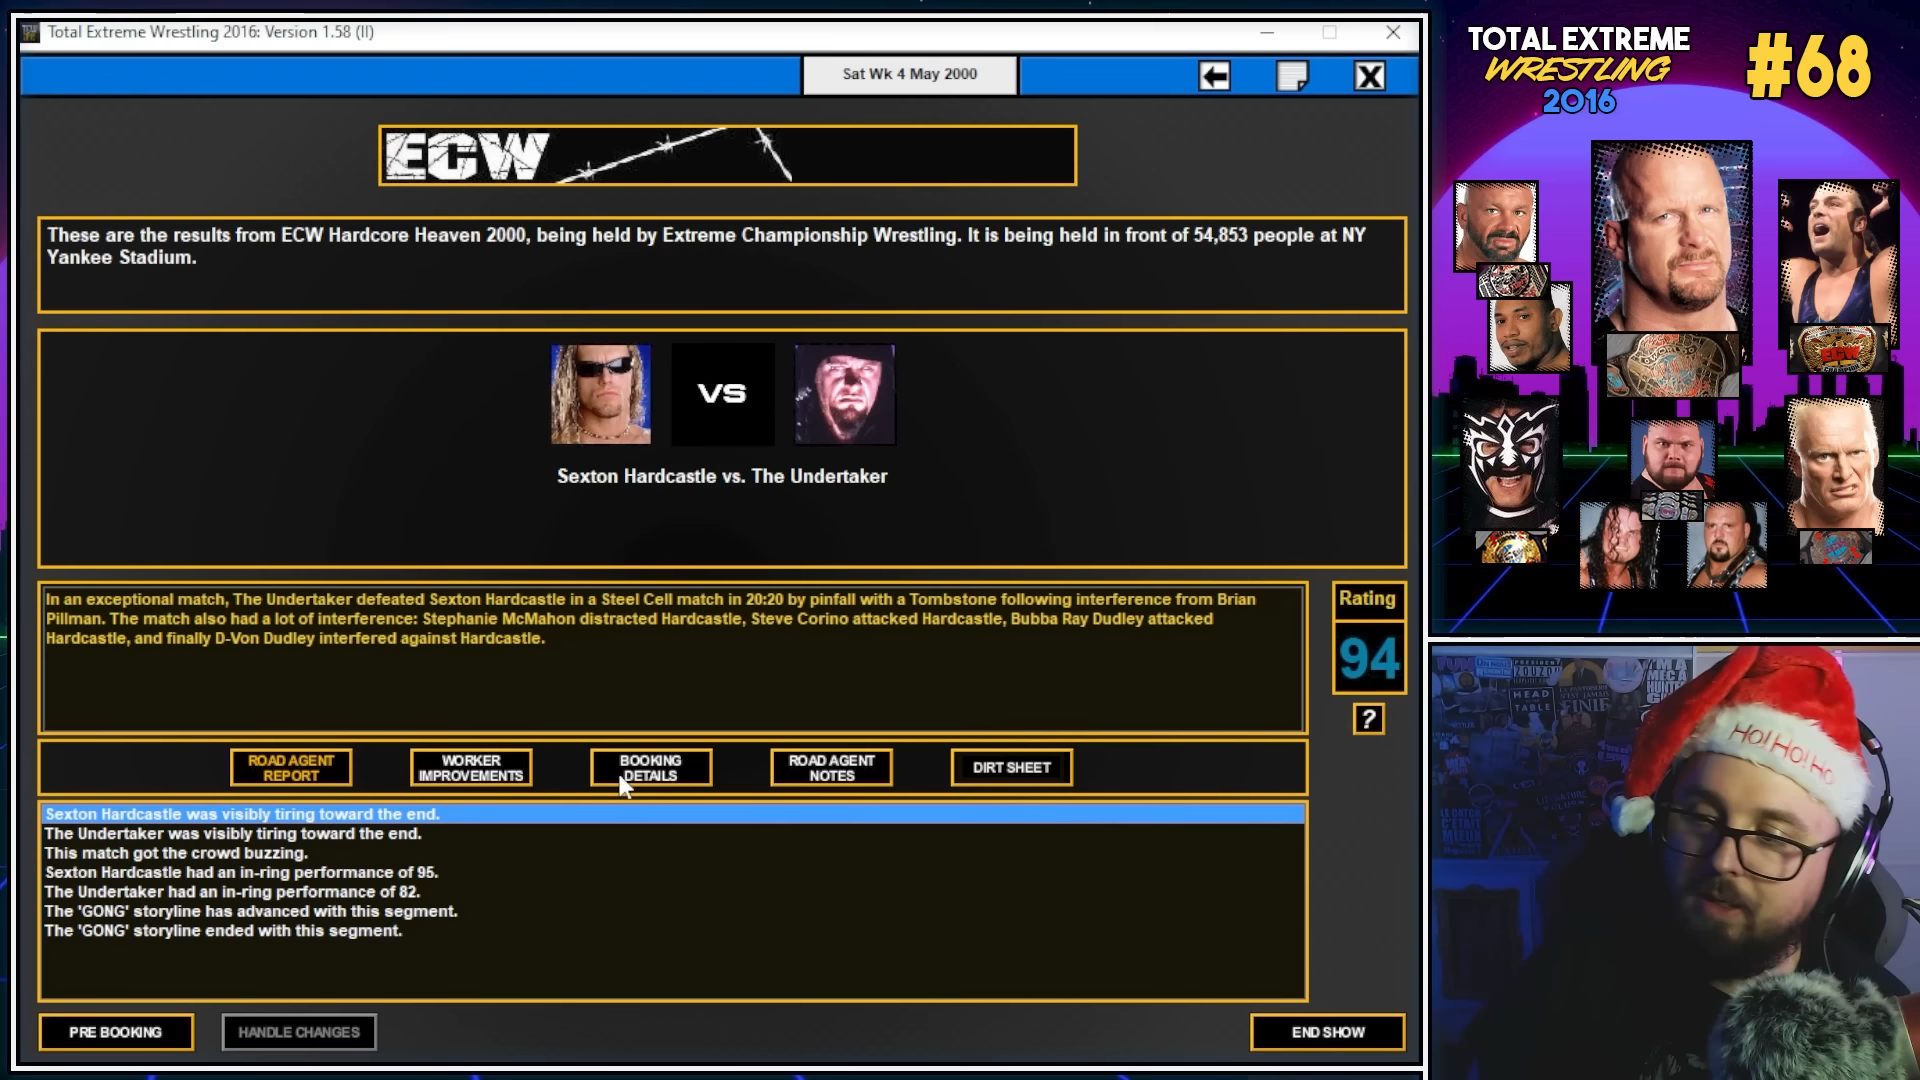 Total Extreme Wrestling 2016: Version 1.58 (II)
Sat Wk 4 May 2000
ECW
These are the results from ECW Hardcore Heaven 2000, being held by Extreme Championship Wrestling. It is being held in front of 54,853 people at NY
Yankee Stadium.
VS
Sexton Hardcastle vs. The Undertaker
In an exceptional match, The Undertaker defeated Sexton Hardcastle in a Steel Cell match in 20:20 by pinfall with a Tombstone following interference from Brian
Pillman. The match also had a lot of interference: Stephanie McMahon distracted Hardcastle, Steve Corino attacked Hardcastle, Bubba Ray Dudley attacked
Hardcastle, and finally D-Von Dudley interfered against Hardcastle.
Rating
94
?
ROAD AGENT
REPORT
WORKER
IMPROVEMENTS
BOOKING
DETAILS
ROAD AGENT
NOTES
DIRT SHEET
Sexton Hardcastle was visibly tiring toward the end.
The Undertaker was visibly tiring toward the end.
This match got the crowd buzzing.
Sexton Hardcastle had an in-ring performance of 95.
The Undertaker had an in-ring performance of 82.
The 'GONG' storyline has advanced with this segment.
The 'GONG' storyline ended with this segment.
PRE BOOKING
HANDLE CHANGES
END SHOW
TOTAL EXTREME
WRESTLING
2016
#68
ECW
HEAD
OF THE
TABLE
HO! HO! HO!